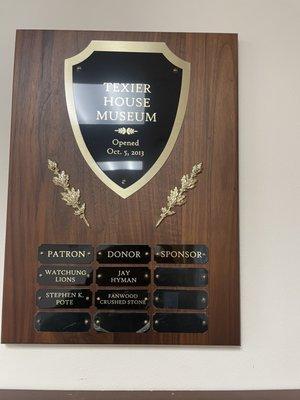 TEXIER
HOUSE
MUSEUM
Opened
Oct. 5, 2013
PATRON
DONOR
SPONSOR
WATCHUNG
LIONS
JAY
HYMAN
STEPHEN K.
POTE
FANWOOD
CRUSHED STONE